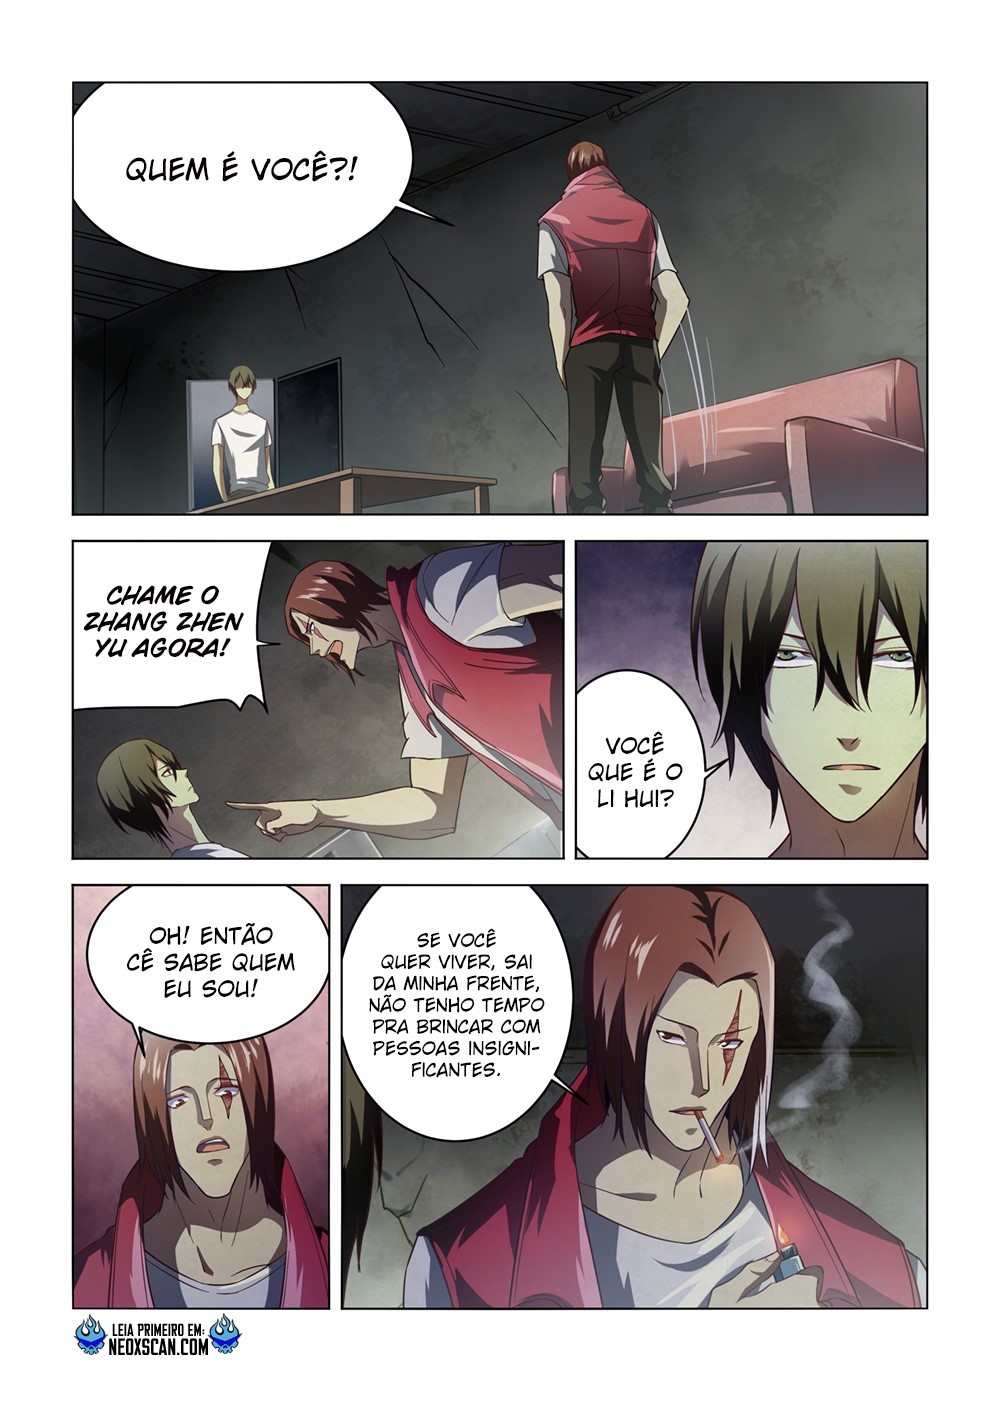 QUEM É VOCÊ?!
CHAME O
ZHANG ZHEN
YU AGORA!
VOCÊ
QUE É O
LI HUI?
OH! ENTÃO
CÊ SABE QUEM
EU SOU!
SE VOCÊ
QUER VIVER, SAI
DA MINHA FRENTE,
NÃO TENHO TEMPO
PRA BRINCAR COM
PESSOAS INSIGNI-
FICANTES.
LEIA PRIMEIRO EM:
NEOXSCAN.COM